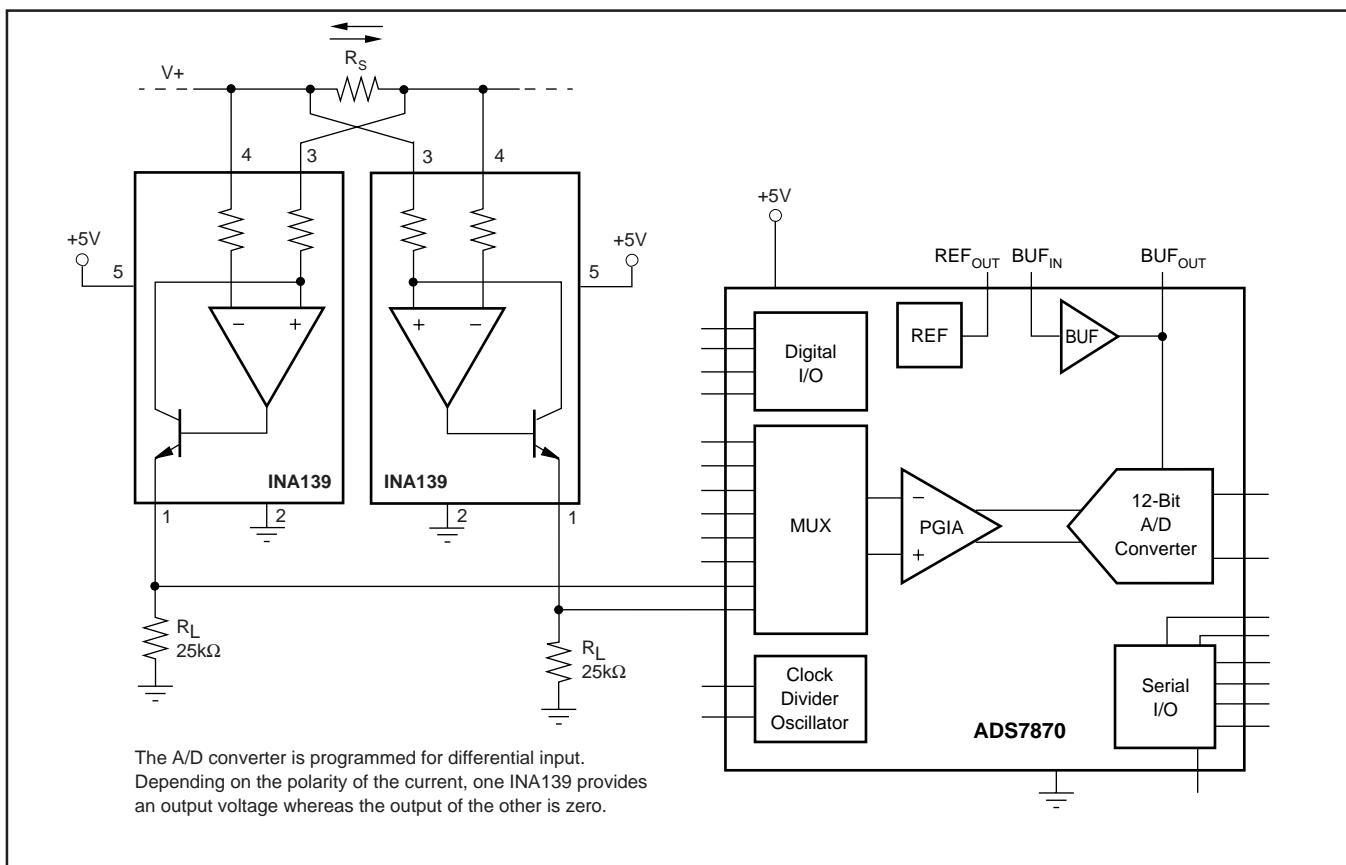 R_S
V+
4
3
3
4
+5V
5
5
+5V
+5V
REF_OUT
BUF_IN
BUF_OUT
− +
+ −
REF
BUF
Digital
I/O
INA139
INA139
1
2
2
1
MUX
−
PGIA
+
12-Bit
A/D
Converter
R_L
25kΩ
R_L
25kΩ
Clock
Divider
Oscillator
Serial
I/O
ADS7870
The A/D converter is programmed for differential input.
Depending on the polarity of the current, one INA139 provides
an output voltage whereas the output of the other is zero.